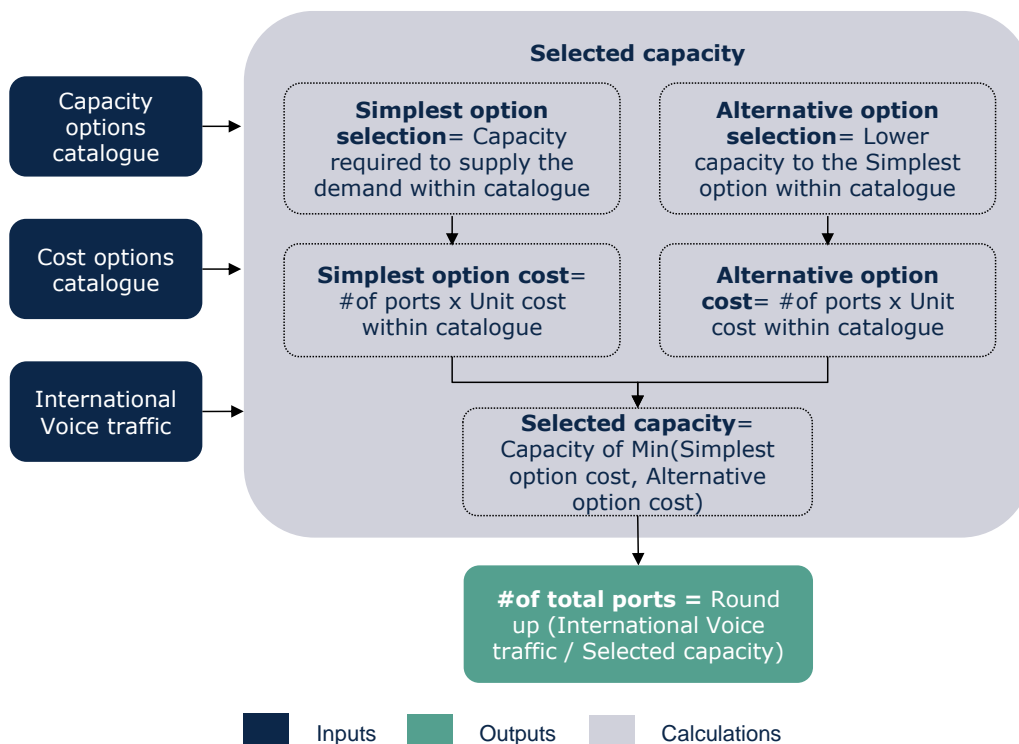 Selected capacity
Capacity
options
catalogue
Cost options
catalogue
International
Voice traffic
Simplest option
selection= Capacity
required to supply the
demand within catalogue
Alternative option
selection= Lower
capacity to the Simplest
option within catalogue
Simplest option cost=
#of ports x Unit cost
within catalogue
Alternative option
cost= #of ports x Unit
cost within catalogue
Selected capacity=
Capacity of Min(Simplest
option cost, Alternative
option cost)
#of total ports = Round
up (International Voice
traffic / Selected capacity)
Inputs
Outputs
Calculations